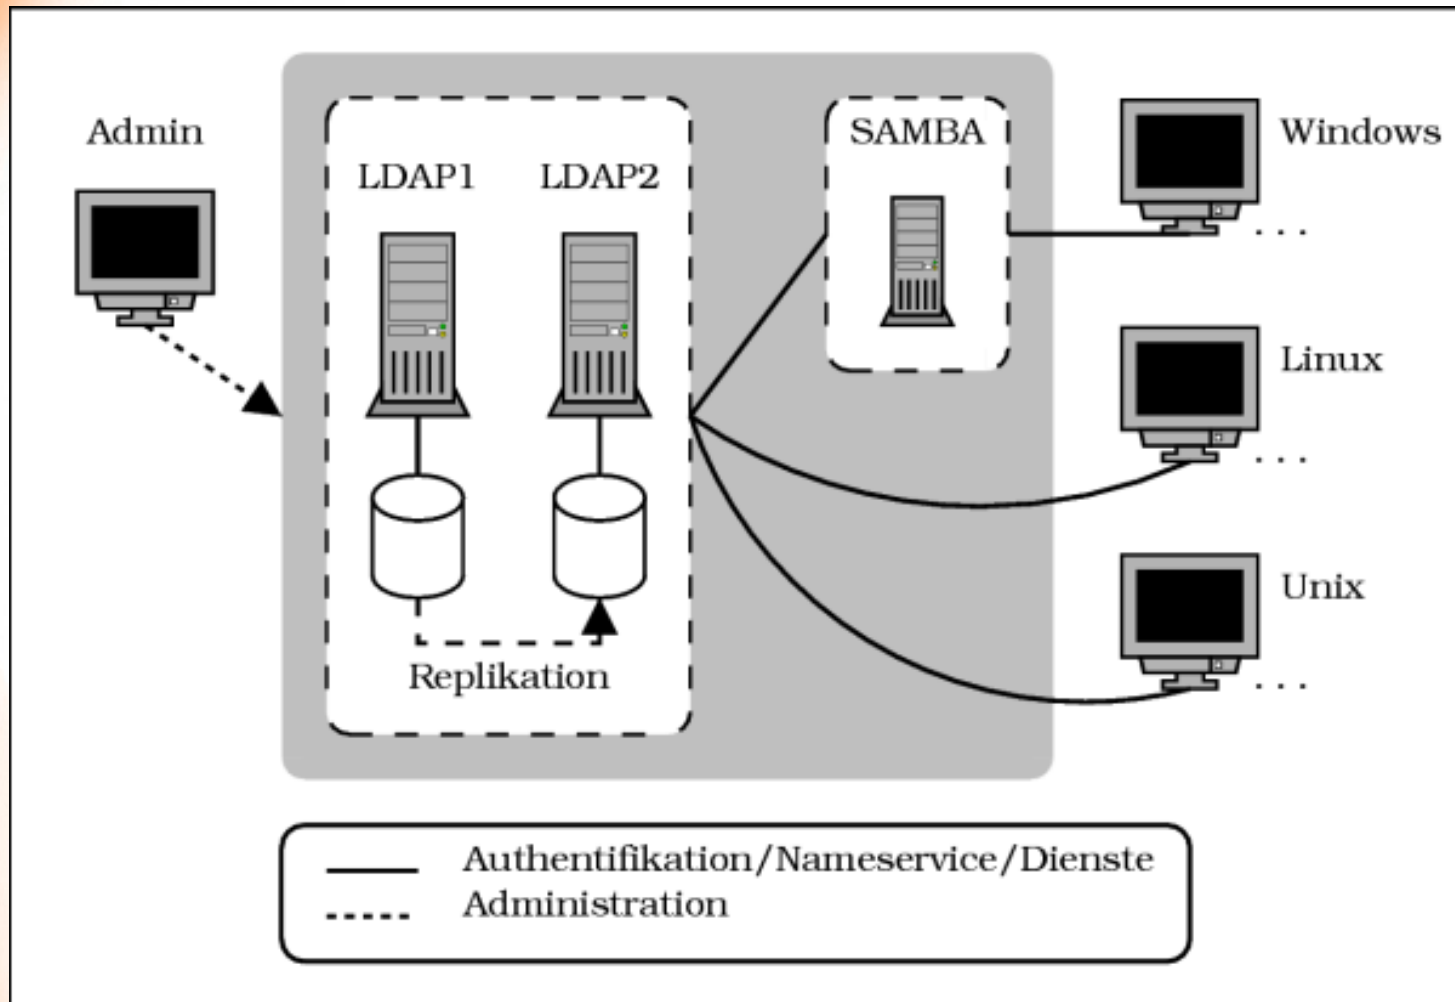 Admin
LDAP1
LDAP2
SAMBA
Windows
...
Linux
...
Unix
...
Replikation
Authentifikation/Nameservice/Dienste
Administration